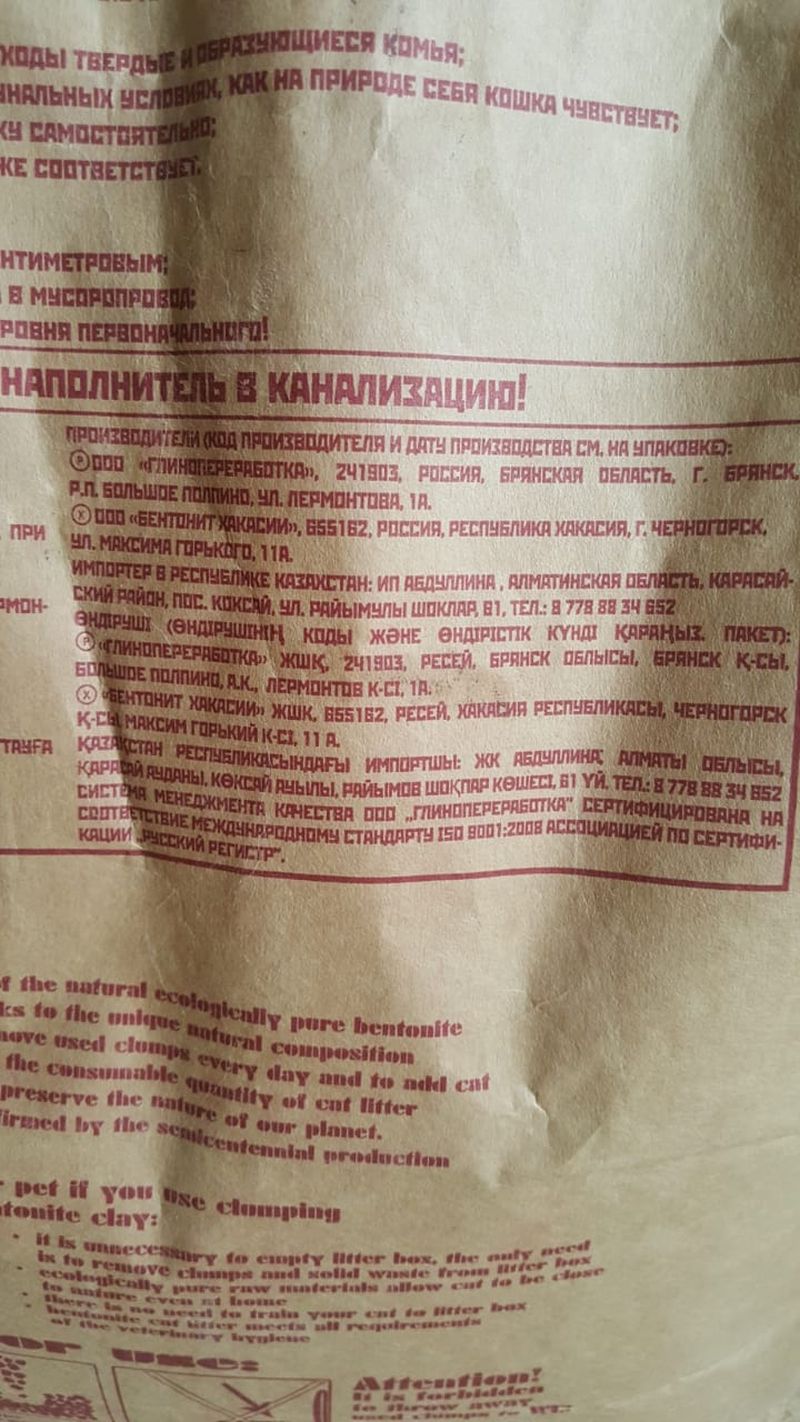 ХОДЫ ТВЕРДЫЕ И ОБРАЗУЮЩИЕСЯ КОМЬЯ;
НАЛЬНЫХ УСЛОВИЯХ, КАК НА ПРИРОДЕ СЕБЯ КОШКА ЧУВСТВУЕТ;
КУ САМОСТОЯТЕЛЬНО;
ЖЕ СООТВЕТСТВУЕТ.
НТИМЕТРОВЫМ;
В МУСОРОПРОВОД;
РОВНЯ ПЕРВОНАЧАЛЬНОГО!
НАПОЛНИТЕЛЬ В КАНАЛИЗАЦИЮ!
ПРОИЗВОДИТЕЛИ (КОД ПРОИЗВОДИТЕЛЯ И ДАТУ ПРОИЗВОДСТВА СМ. НА УПАКОВКЕ):
Ⓟ ООО «ГЛИНОПЕРЕРАБОТКА», 241903, РОССИЯ, БРЯНСКАЯ ОБЛАСТЬ, Г. БРЯНСК,
Р.П. БОЛЬШОЕ ПОЛПИНО, УЛ. ЛЕРМОНТОВА, 1А.
Ⓧ ООО «БЕНТОНИТ ХАКАСИИ», 655162, РОССИЯ, РЕСПУБЛИКА ХАКАСИЯ, Г. ЧЕРНОГОРСК,
УЛ. МАКСИМА ГОРЬКОГО, 11А.
ПРИ
ИМПОРТЕР В РЕСПУБЛИКЕ КАЗАХСТАН: ИП АБДУЛЛИНА , АЛМАТИНСКАЯ ОБЛАСТЬ, КАРАСАЙ-
СКИЙ РАЙОН, ПОС. КОКСАЙ, УЛ. РАЙЫМУЛЫ ШОКЛАР, 61, ТЕЛ.: 8 778 88 34 652
РМОН-
ӨНДІРУШІ (ӨНДІРУШІНІҢ КОДЫ ЖӘНЕ ӨНДІРІСТІК КҮНДІ ҚАРАҢЫЗ. ПАКЕТ):
Ⓟ «ГЛИНОПЕРЕРАБОТКА» ЖШҚ, 241903, РЕСЕЙ, БРЯНСК ОБЛЫСЫ, БРЯНСК Қ-СЫ,
БОЛЬШОЕ ПОЛПИНО, А.К., ЛЕРМОНТОВ К-СІ, 1А.
Ⓧ «БЕНТОНИТ ХАКАСИИ» ЖШК, 655162, РЕСЕЙ, ХАКАСИЯ РЕСПУБЛИКАСЫ, ЧЕРНОГОРСК
Қ-СЫ, МАКСИМ ГОРЬКИЙ К-СІ, 11 А.
ТАУҒА
ҚАЗАҚСТАН РЕСПУБЛИКАСЫНДАҒЫ ИМПОРТШЫ: ЖК АБДУЛЛИНА, АЛМАТЫ ОБЛЫСЫ,
ҚАРАСАЙ АУДАНЫ, КӨКСАЙ АУЫЛЫ, РАЙЫМОВ ШОҚПАР КӨШЕСІ, 61 ҮЙ, ТЕЛ.: 8 778 88 34 652
СИСТЕМА МЕНЕДЖМЕНТА КАЧЕСТВА ООО „ГЛИНОПЕРЕРАБОТКА" СЕРТИФИЦИРОВАНА НА
СООТВЕТСТВИЕ МЕЖДУНАРОДНОМУ СТАНДАРТУ ISO 9001:2008 АССОЦИАЦИЕЙ ПО СЕРТИФИ-
КАЦИИ „РУССКИЙ РЕГИСТР".
f the natural ecologically pure bentonite
ks to the unique natural composition
move used clumps every day and to add cat
the consumable quantity of cat litter
preserve the nature of our planet.
firmed by the semicentennial production
r pet if you use clumping
tonite clay:
• it is unnecessary to empty litter box, the only need
is to remove clumps and solid waste from litter box
• ecologically pure raw materials allow cat to be close
to nature even at home
• there is no need to train your cat to litter box
• bentonite cat litter meets all requirements
of the veterinary hygiene
Attention!
It is forbidden
to throw away
used clumps